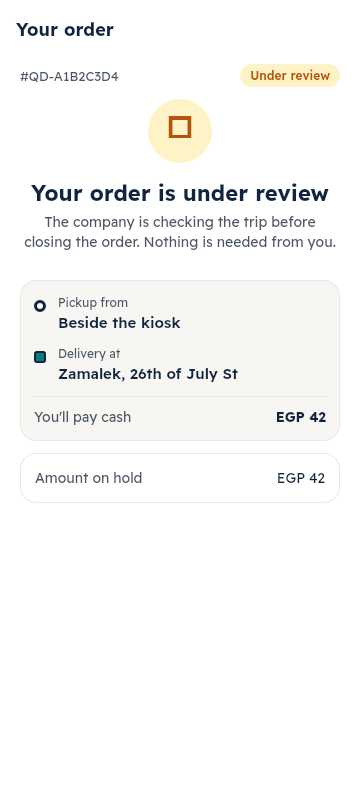 Your order
#QD-A1B2C3D4
Under review
Your order is under review
The company is checking the trip before
closing the order. Nothing is needed from you.
Pickup from
Beside the kiosk
Delivery at
Zamalek, 26th of July St
You'll pay cash
EGP 42
Amount on hold
EGP 42